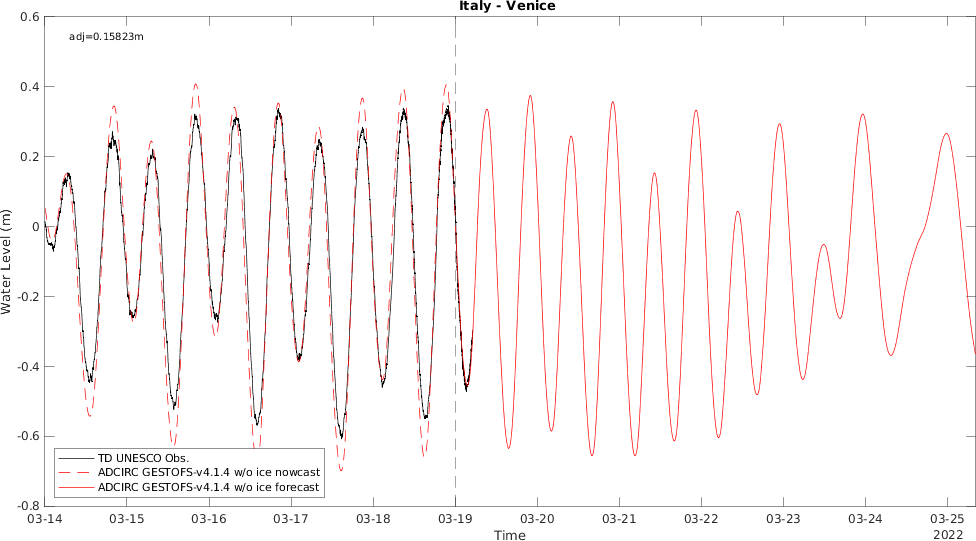 Italy - Venice
adj=0.15823m
Water Level (m)
0.6
0.4
0.2
0
-0.2
-0.4
-0.6
-0.8
TD UNESCO Obs.
ADCIRC GESTOFS-v4.1.4 w/o ice nowcast
ADCIRC GESTOFS-v4.1.4 w/o ice forecast
03-14 03-15 03-16 03-17 03-18 03-19 03-20 03-21 03-22 03-23 03-24 03-25
Time
2022